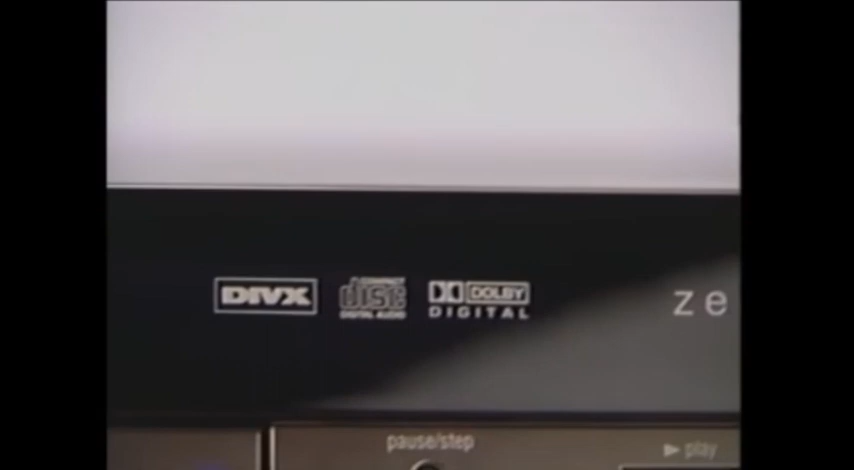 DIVX
COMPACT
disc
DIGITAL AUDIO
DOLBY
DIGITAL
ze
pause/step
play